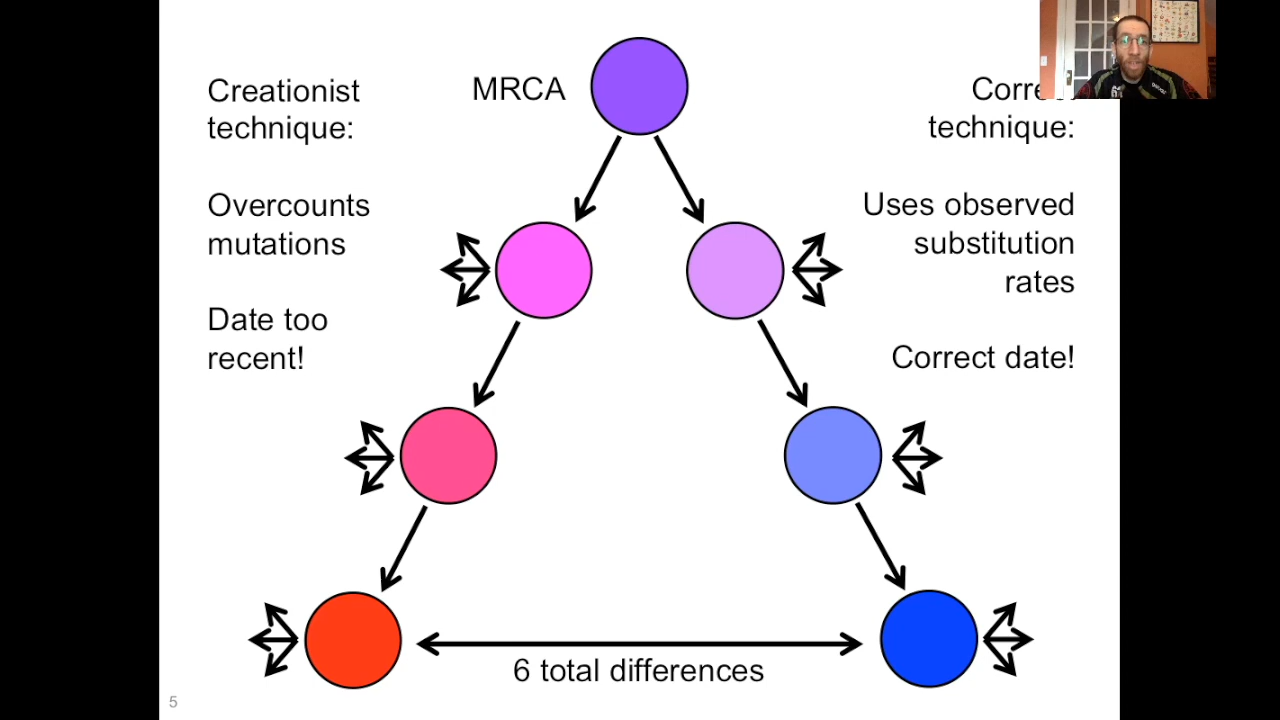 Creationist
technique:
MRCA
technique:
Overcounts
mutations
Uses observed
substitution
rates
Date too
recent!
Correct date!
6 total differences
5